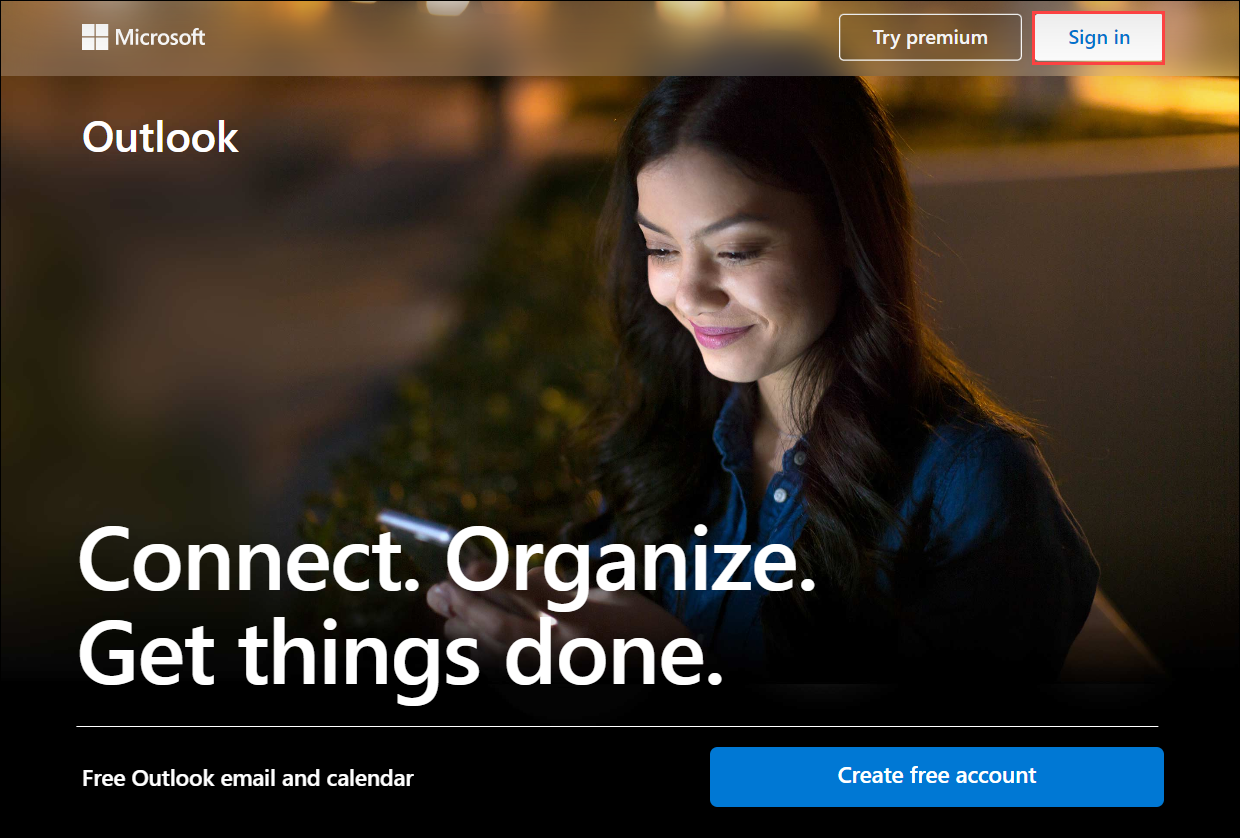 Microsoft
Try premium
Sign in
Outlook
Connect. Organize.
Get things done.
Free Outlook email and calendar
Create free account